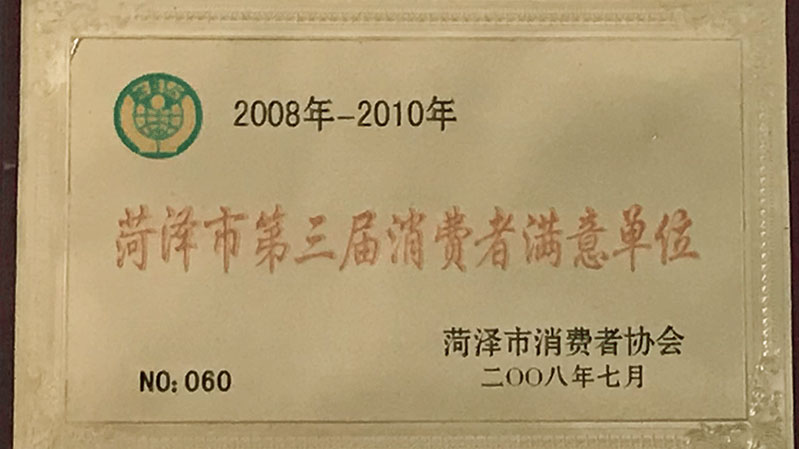 2008年-2010年
菏泽市第三届消费者满意单位
菏泽市消费者协会
NO:060
二〇〇八年七月